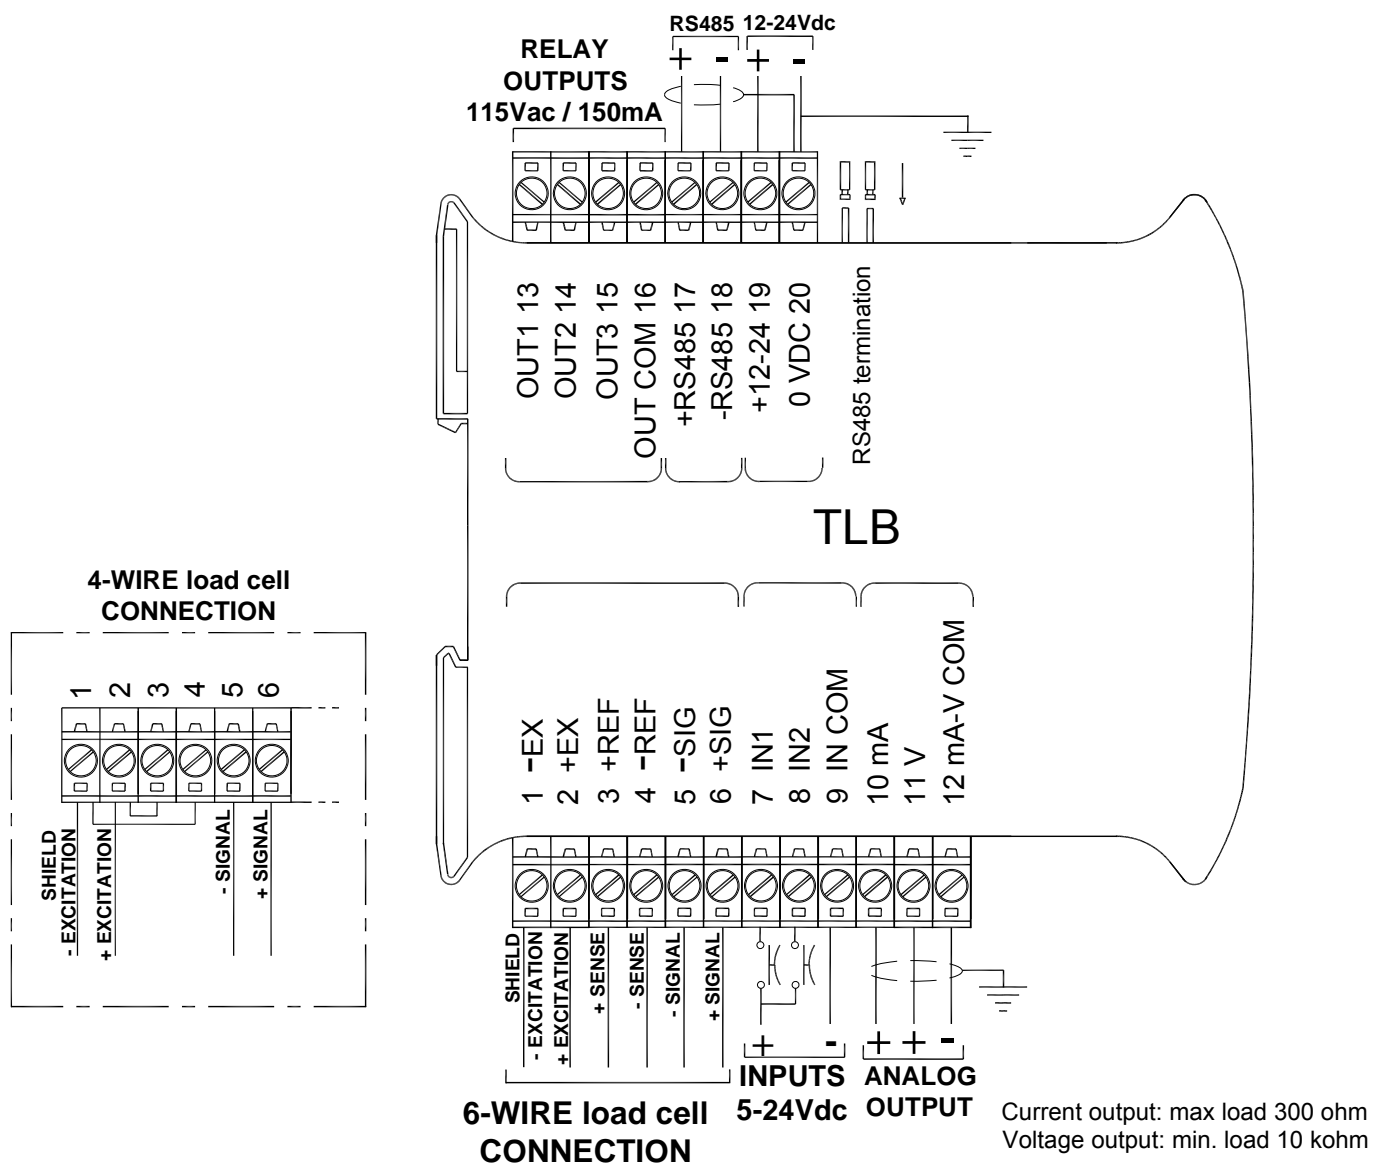 RS485 12-24Vdc
+ - + -
RELAY
OUTPUTS
115Vac / 150mA
OUT1 13
OUT2 14
OUT3 15
OUT COM 16
+RS485 17
-RS485 18
+12-24 19
0 VDC 20
RS485 termination
TLB
4-WIRE load cell
CONNECTION
1
2
3
4
5
6
SHIELD
- EXCITATION
+ EXCITATION
- SIGNAL
+ SIGNAL
1 -EX
2 +EX
3 +REF
4 -REF
5 -SIG
6 +SIG
7 IN1
8 IN2
9 IN COM
10 mA
11 V
12 mA-V COM
SHIELD
- EXCITATION
+ EXCITATION
+ SENSE
- SENSE
- SIGNAL
+ SIGNAL
+ -
+ + -
6-WIRE load cell
CONNECTION
INPUTS
5-24Vdc
ANALOG
OUTPUT
Current output: max load 300 ohm
Voltage output: min. load 10 kohm